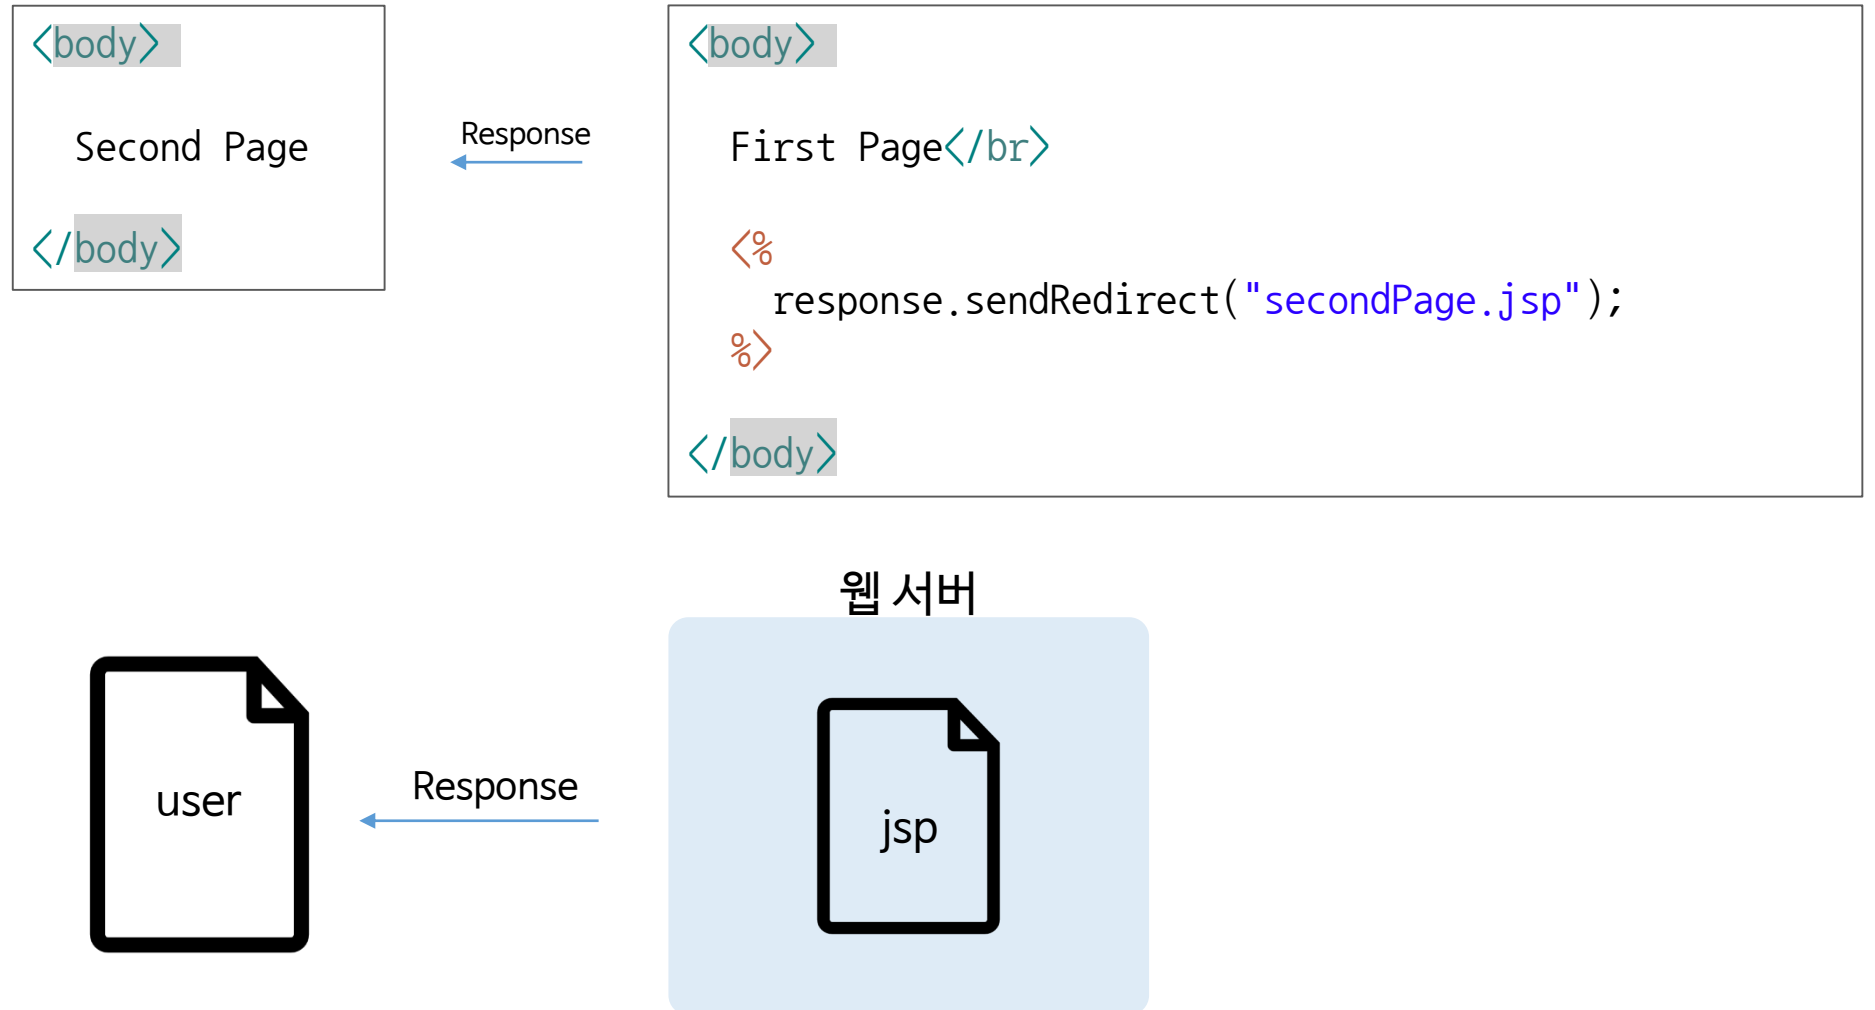 <body>
Second Page
</body>
Response
<body>
First Page</br>
<%
response.sendRedirect("secondPage.jsp");
%>
</body>
웹 서버
user
Response
jsp